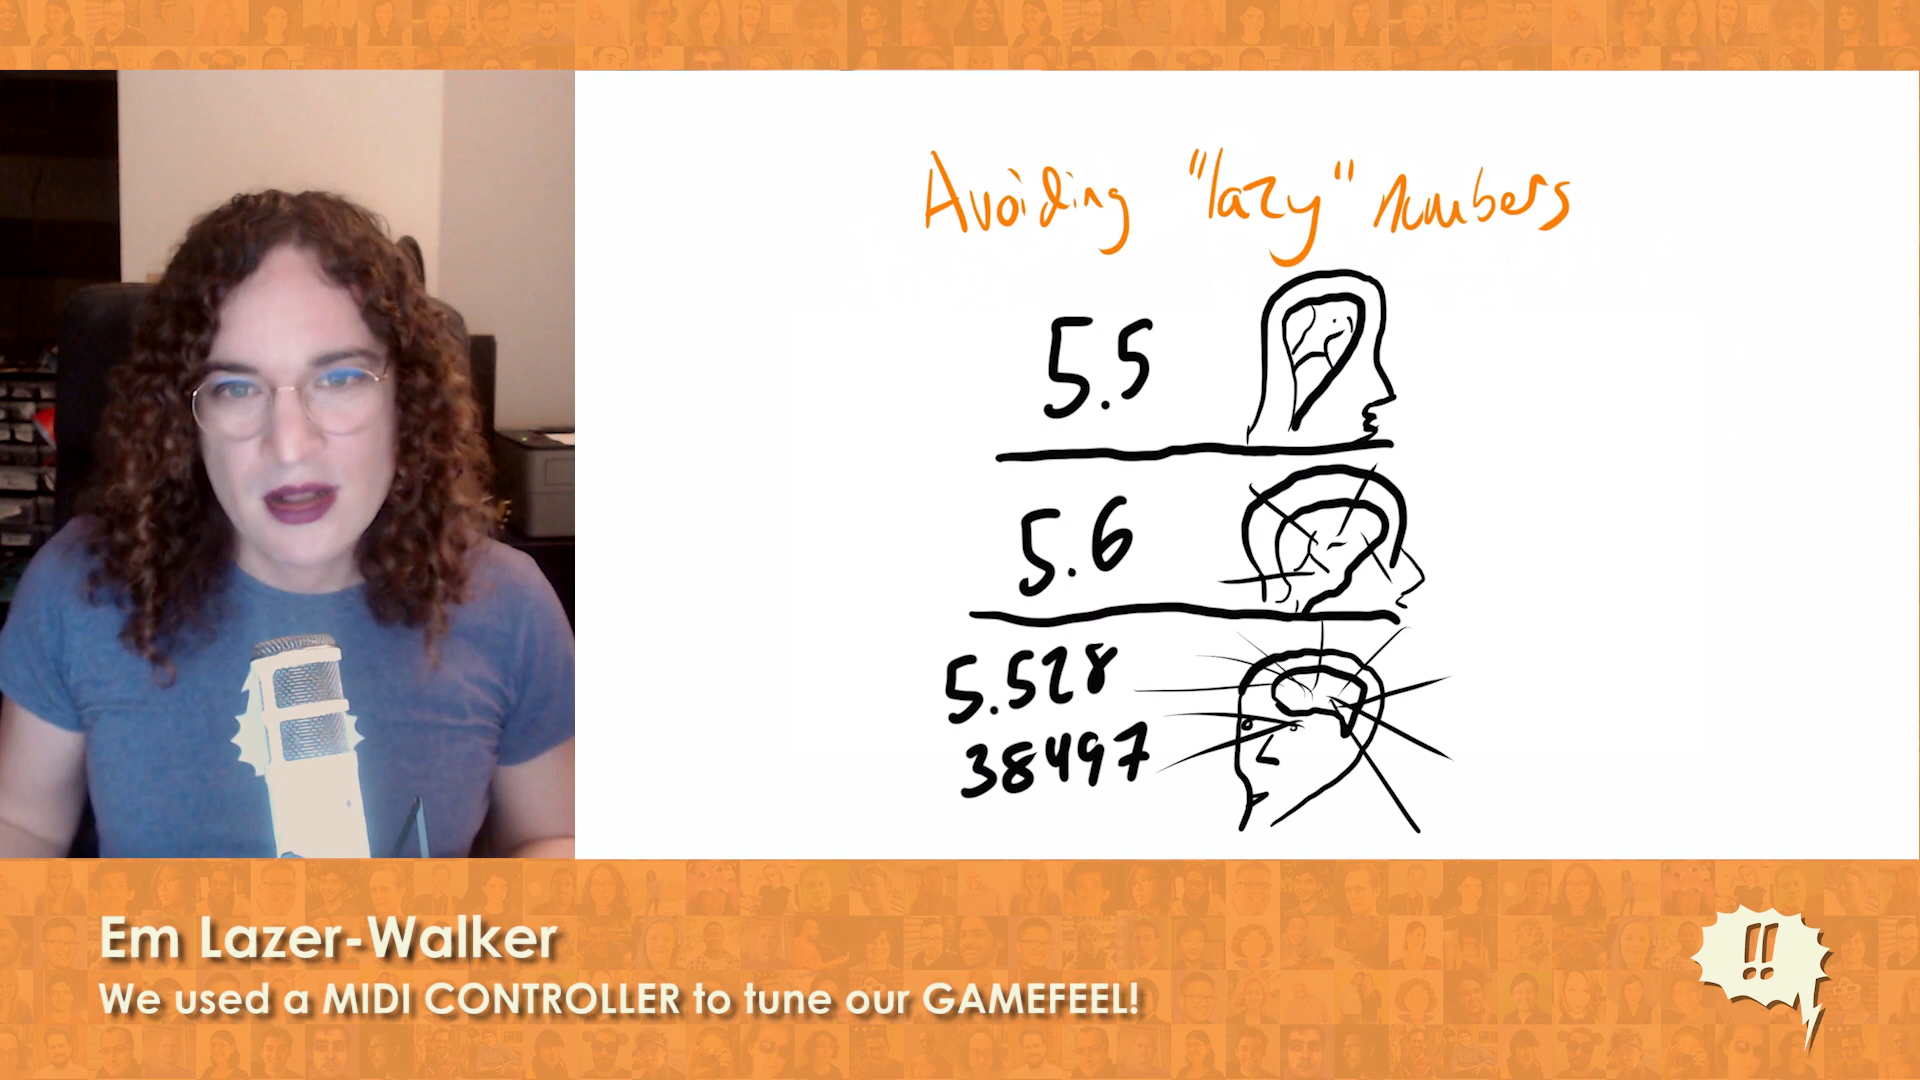 Avoiding "lazy" numbers
5.5
5.6
5.528
38497
Em Lazer-Walker
We used a MIDI CONTROLLER to tune our GAMEFEEL!
!!